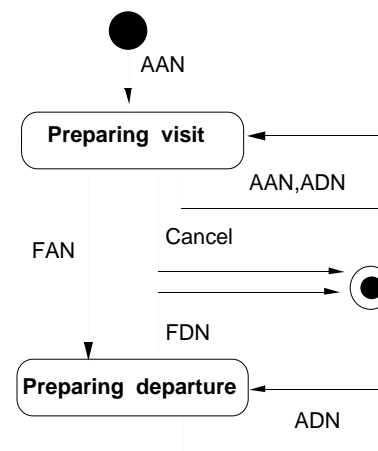 AAN
Preparing visit
AAN,ADN
Cancel
FAN
FDN
Preparing departure
ADN